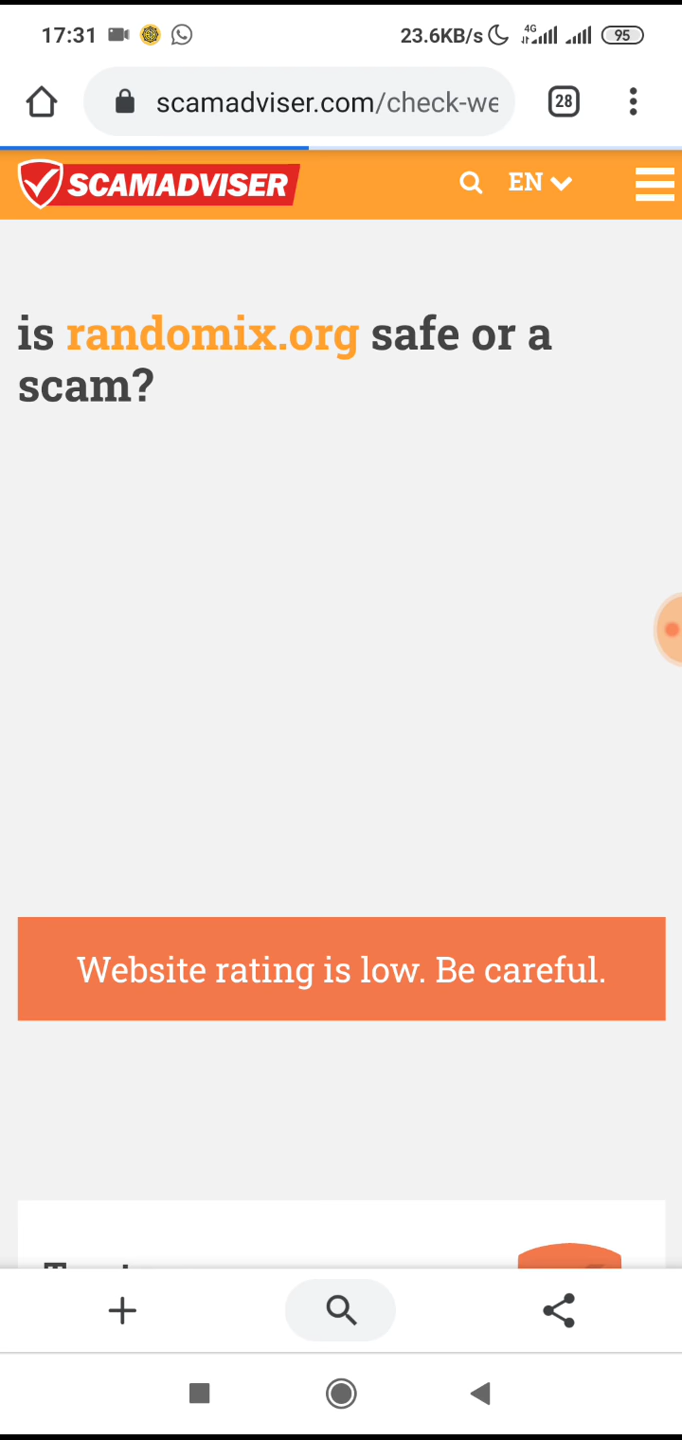 17:31 23.6KB/s 4G 95
scamadviser.com/check-we 28
SCAMADVISER EN
is randomix.org safe or a
scam?
Website rating is low. Be careful.